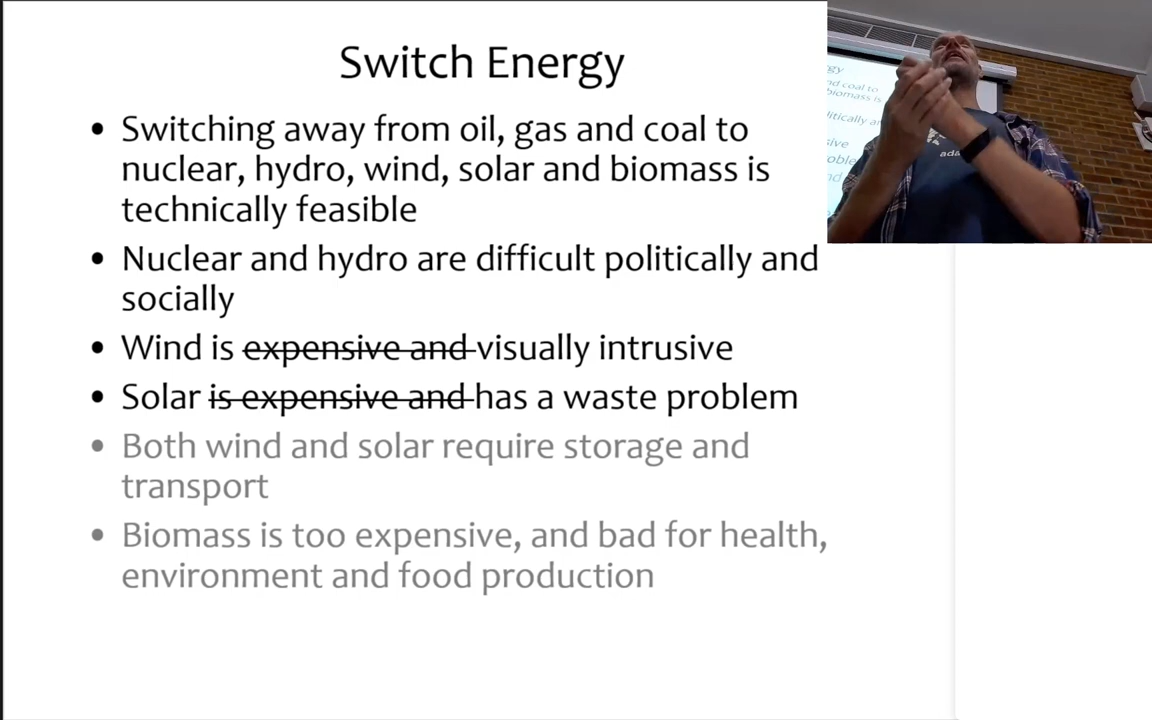 Switch Energy
• Switching away from oil, gas and coal to
nuclear, hydro, wind, solar and biomass is
technically feasible
• Nuclear and hydro are difficult politically and
socially
• Wind is expensive and visually intrusive
• Solar is expensive and has a waste problem
• Both wind and solar require storage and
transport
• Biomass is too expensive, and bad for health,
environment and food production